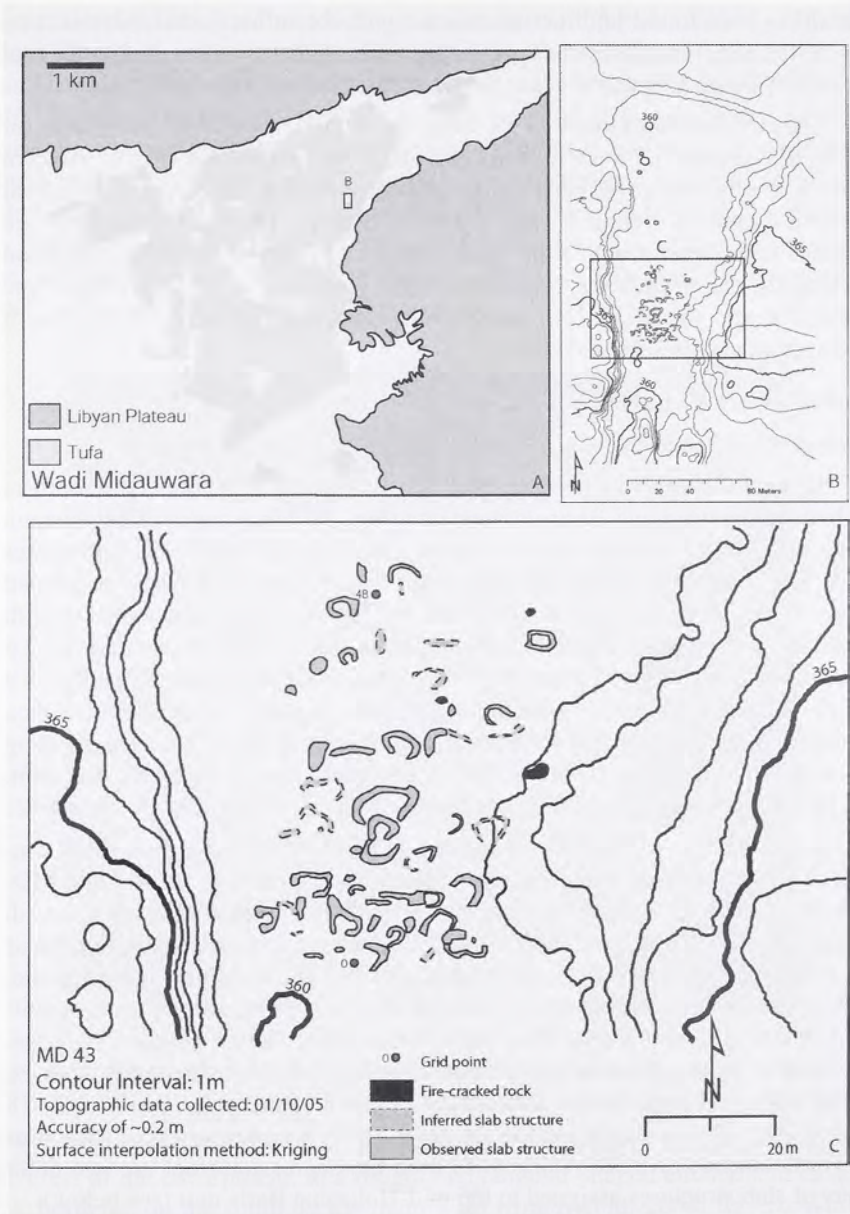 1 km
B
Libyan Plateau
Tufa
Wadi Midauwara
A
360
C
365
365
360
N
0 20 40 80 Meters
B
4B
365
365
0
360
MD 43
Contour Interval: 1m
Topographic data collected: 01/10/05
Accuracy of ~0.2 m
Surface interpolation method: Kriging
0 Grid point
Fire-cracked rock
Inferred slab structure
Observed slab structure
N
0 20 m
C